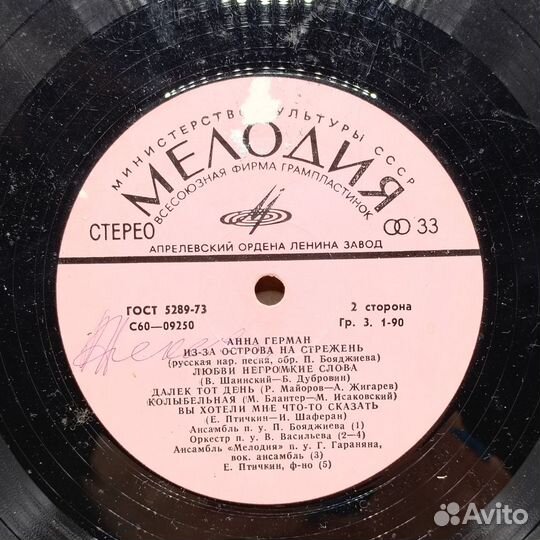 МИНИСТЕРСТВО КУЛЬТУРЫ СССР
МЕЛОДИЯ
ВСЕСОЮЗНАЯ ФИРМА ГРАМПЛАСТИНОК
СТЕРЕО
33
АПРЕЛЕВСКИЙ ОРДЕНА ЛЕНИНА ЗАВОД
ГОСТ 5289-73
2 сторона
С60—09250
Гр. 3. 1-90
АННА ГЕРМАН
ИЗ-ЗА ОСТРОВА НА СТРЕЖЕНЬ
(русская нар. песня, обр. П. Бояджиева)
ЛЮБВИ НЕГРОМКИЕ СЛОВА
(В. Шаинский—Б. Дубровин)
ДАЛЕК ТОТ ДЕНЬ (Р. Майоров—А. Жигарев)
КОЛЫБЕЛЬНАЯ (М. Блантер—М. Исаковский)
ВЫ ХОТЕЛИ МНЕ ЧТО-ТО СКАЗАТЬ
(Е. Птичкин—И. Шаферан)
Ансамбль п. у. П. Бояджиева (1)
Оркестр п. у. В. Васильева (2—4)
Ансамбль «Мелодия» п. у. Г. Гараняна,
вок. ансамбль (3)
Е. Птичкин, ф-но (5)
Avito